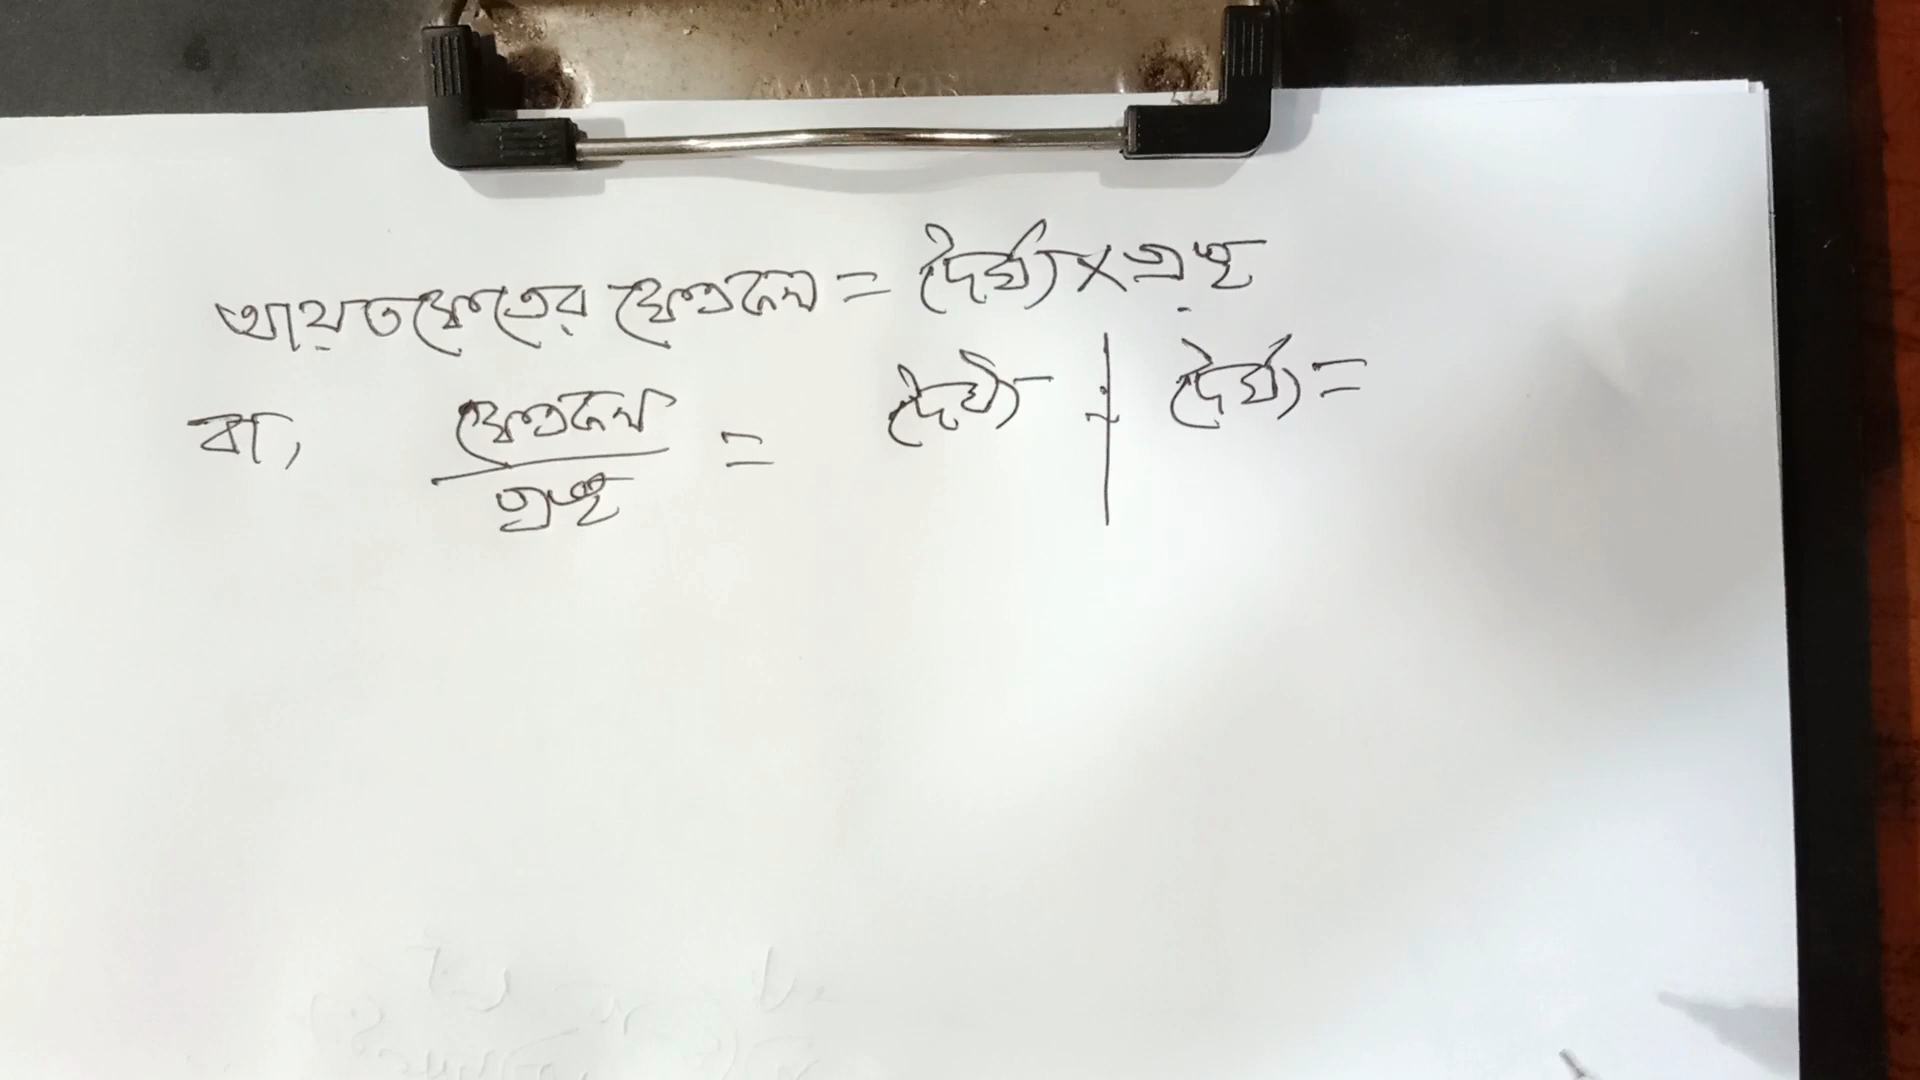 আয়তক্ষেত্রের ক্ষেত্রফল = দৈর্ঘ্য × প্রস্থ
বা, ক্ষেত্রফল / প্রস্থ = দৈর্ঘ্য | দৈর্ঘ্য =